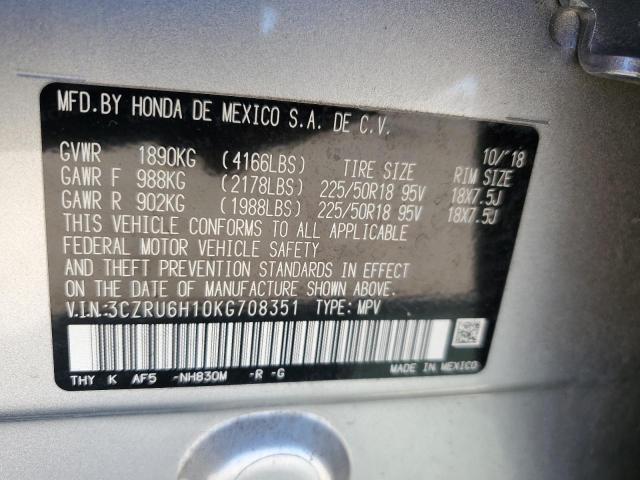 MFD.BY HONDA DE MEXICO S.A. DE C.V.
10/'18
GVWR 1890KG (4166LBS) TIRE SIZE RIM SIZE
GAWR F 988KG (2178LBS) 225/50R18 95V 18X7.5J
GAWR R 902KG (1988LBS) 225/50R18 95V 18X7.5J
THIS VEHICLE CONFORMS TO ALL APPLICABLE
FEDERAL MOTOR VEHICLE SAFETY
AND THEFT PREVENTION STANDARDS IN EFFECT
ON THE DATE OF MANUFACTURE SHOWN ABOVE.
V.I.N:3CZRU6H10KG708351 TYPE: MPV
THY K AF5 -NH830M -R -G
MADE IN MEXICO